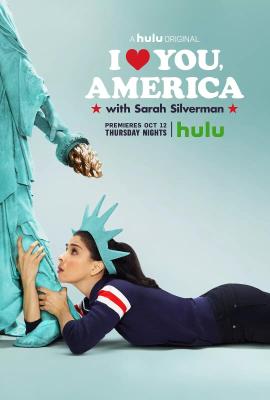 A hulu ORIGINAL
I ♥ YOU,
AMERICA
★ with Sarah Silverman ★
PREMIERES OCT 12
THURSDAY NIGHTS | hulu